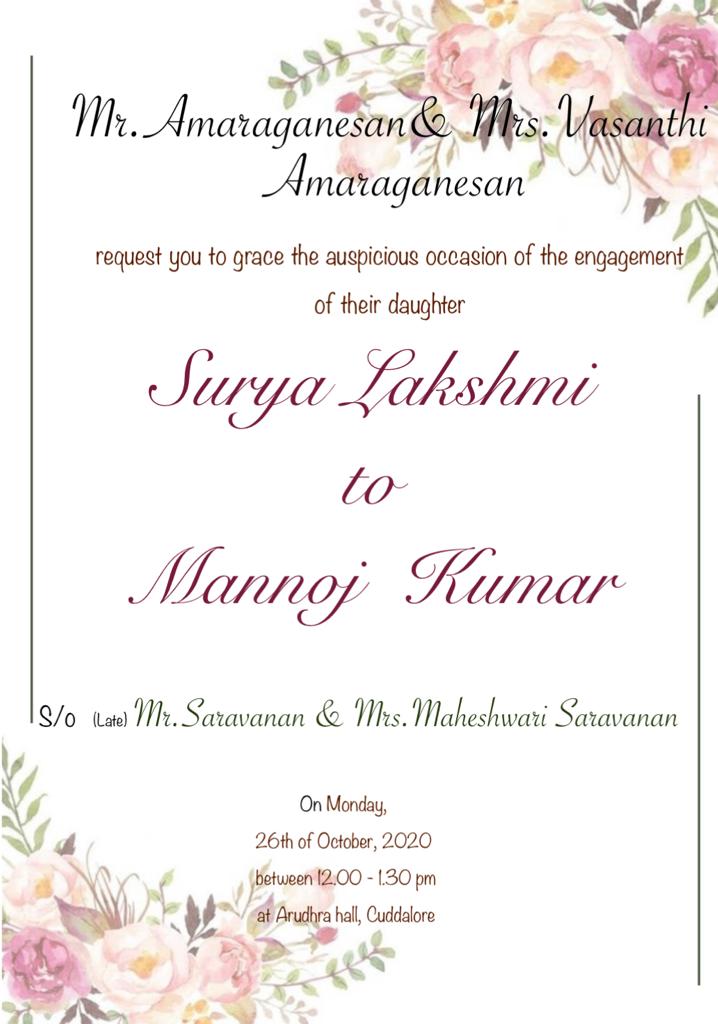 Mr. Amaraganesan & Mrs. Vasanthi
Amaraganesan
request you to grace the auspicious occasion of the engagement
of their daughter
Surya Lakshmi
to
Mannoj Kumar
S/o (Late) Mr. Saravanan & Mrs. Maheshwari Saravanan
On Monday,
26th of October, 2020
between 12.00 - 1.30 pm
at Arudhra hall, Cuddalore